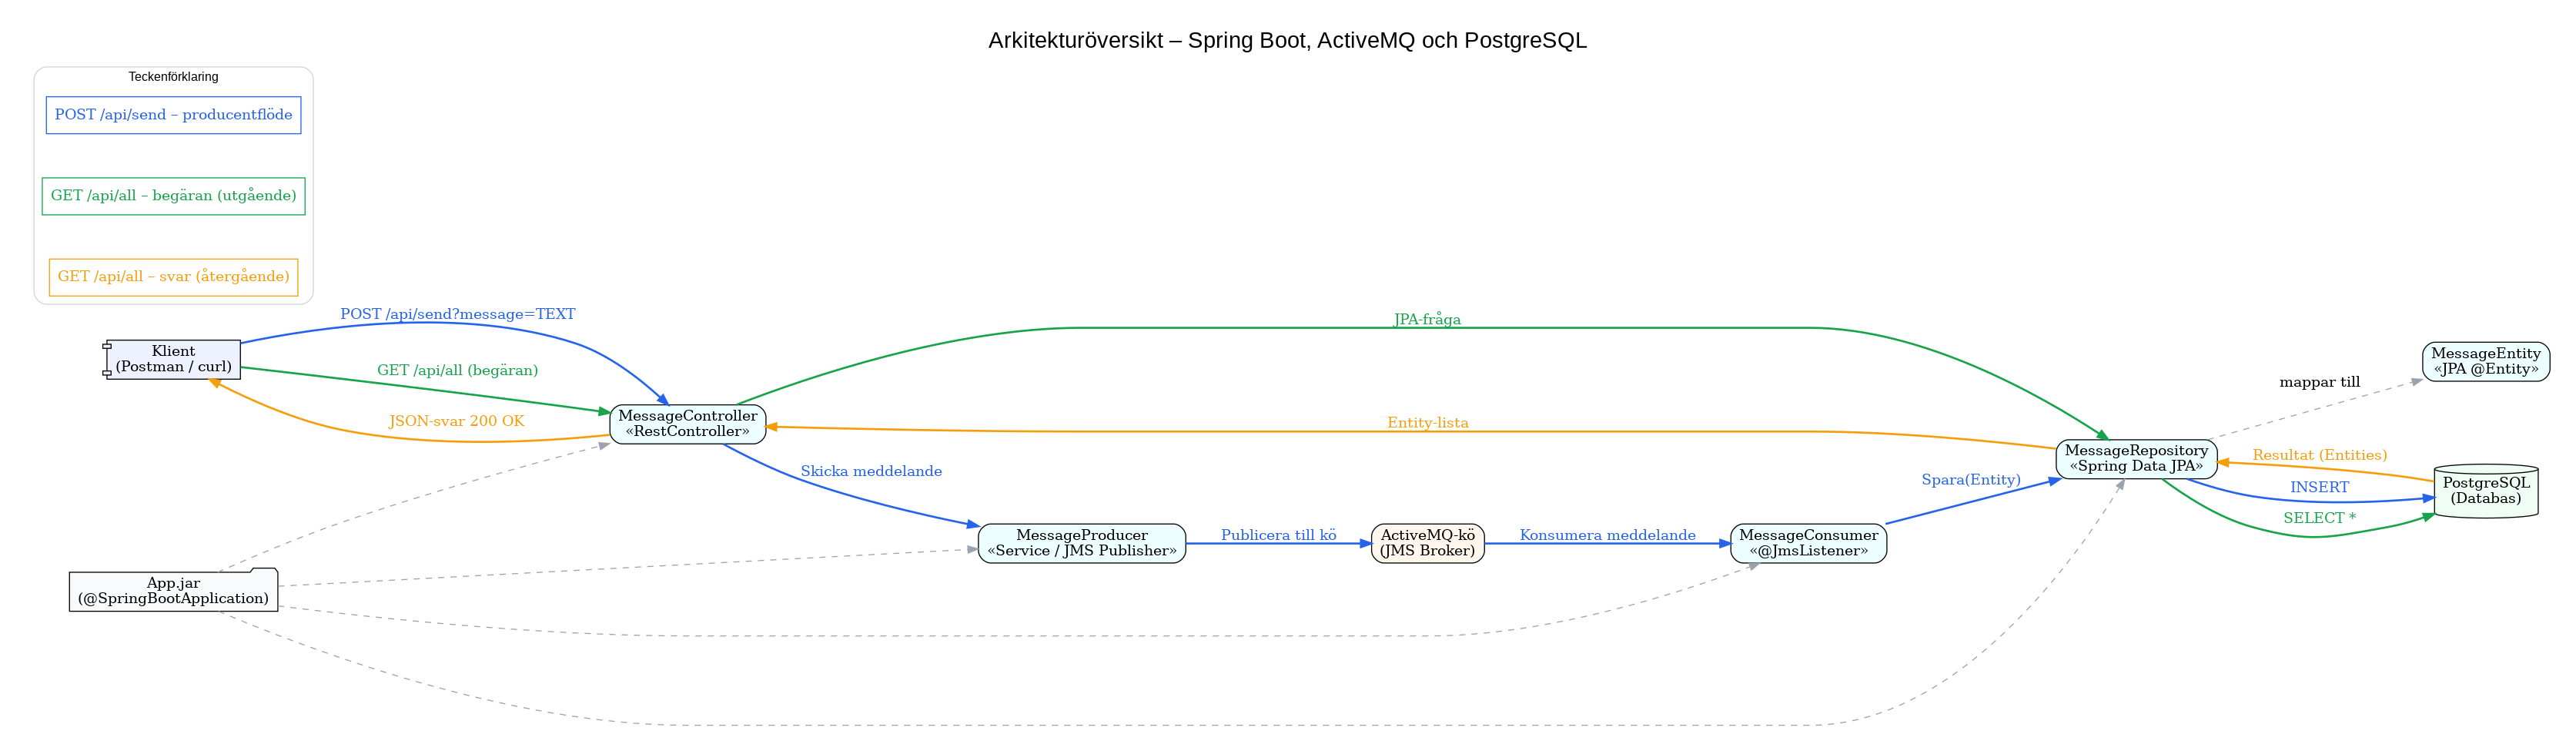 Arkitekturöversikt – Spring Boot, ActiveMQ och PostgreSQL
Teckenförklaring
POST /api/send – producentflöde
GET /api/all – begäran (utgående)
GET /api/all – svar (återgående)
POST /api/send?message=TEXT
Klient
(Postman / curl)
GET /api/all (begäran)
JSON-svar 200 OK
MessageController
«RestController»
JPA-fråga
Entity-lista
Skicka meddelande
MessageProducer
«Service / JMS Publisher»
Publicera till kö
ActiveMQ-kö
(JMS Broker)
Konsumera meddelande
MessageConsumer
«@JmsListener»
Spara(Entity)
MessageRepository
«Spring Data JPA»
mappar till
MessageEntity
«JPA @Entity»
Resultat (Entities)
INSERT
SELECT *
PostgreSQL
(Databas)
App.jar
(@SpringBootApplication)